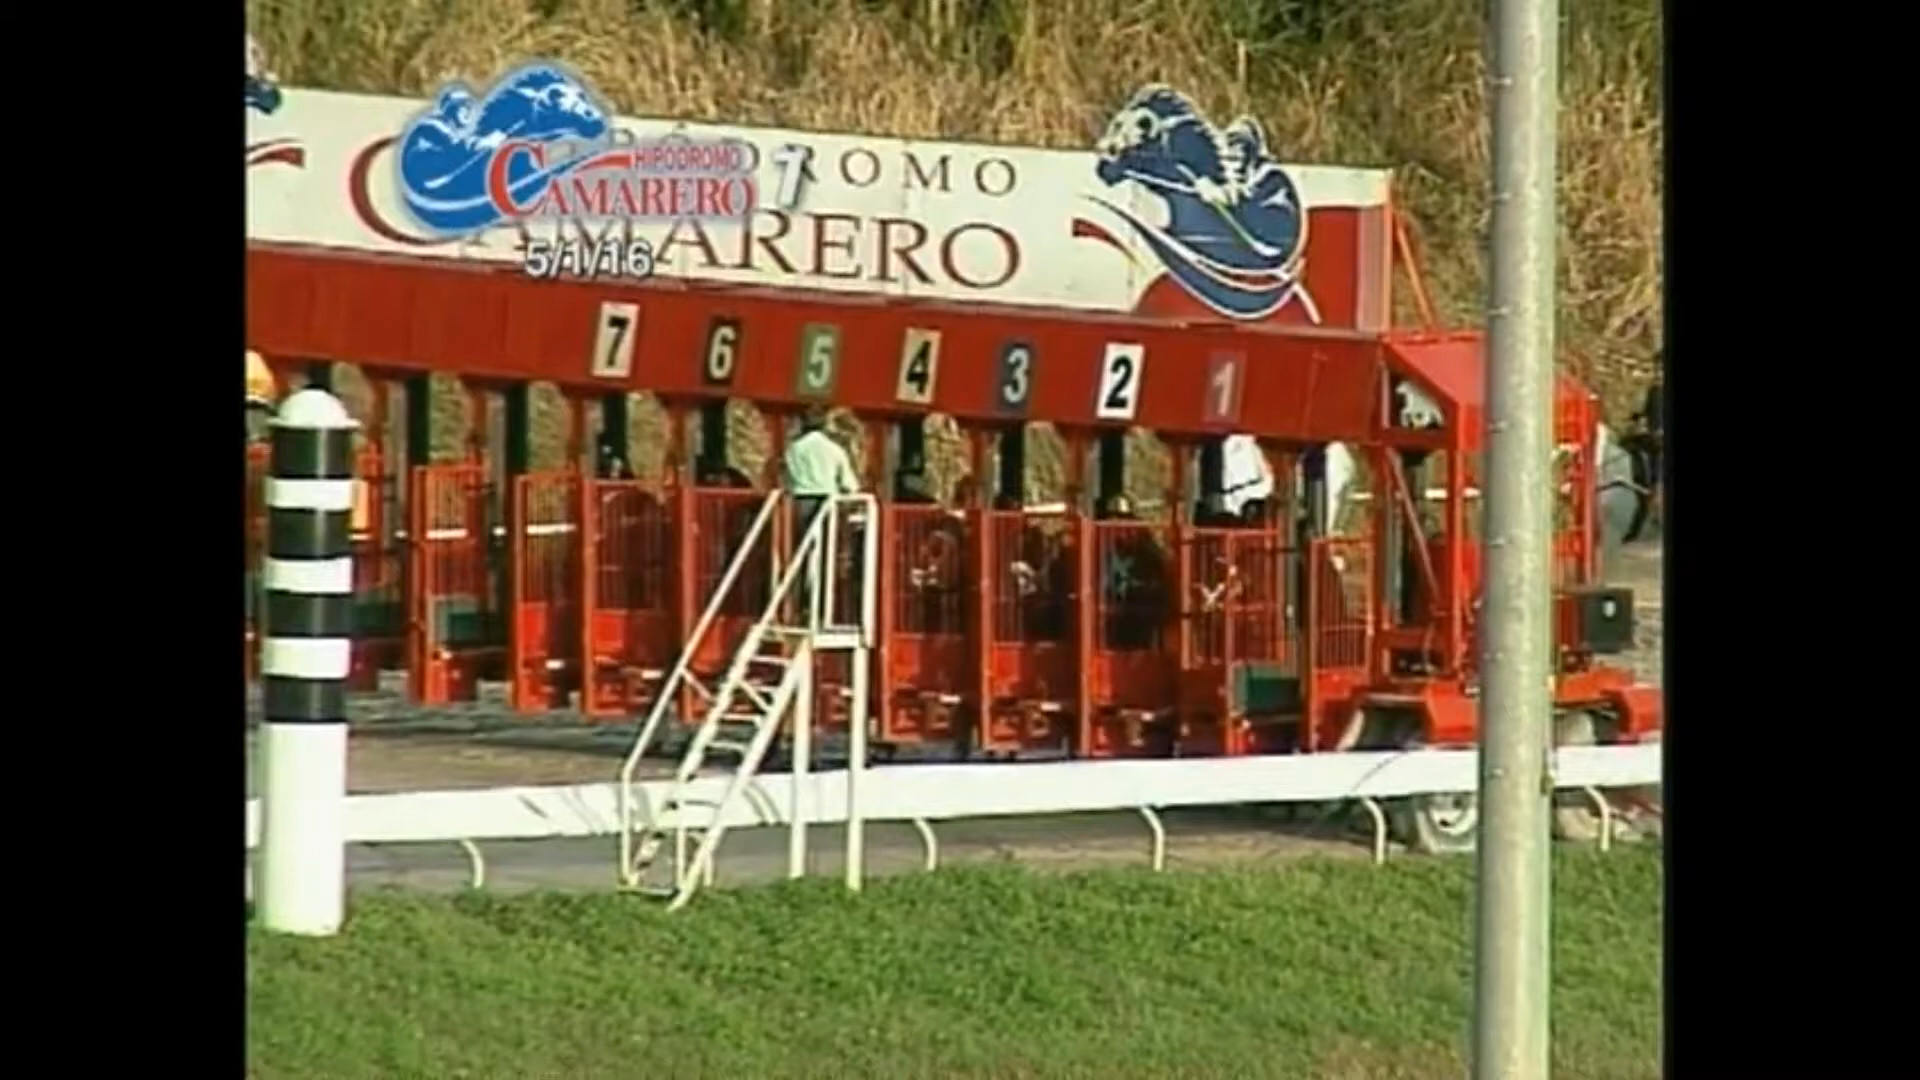 HIPODROMO
CAMARERO
1
5/1/16
ROMO
CAMARERO
7 6 5 4 3 2 1